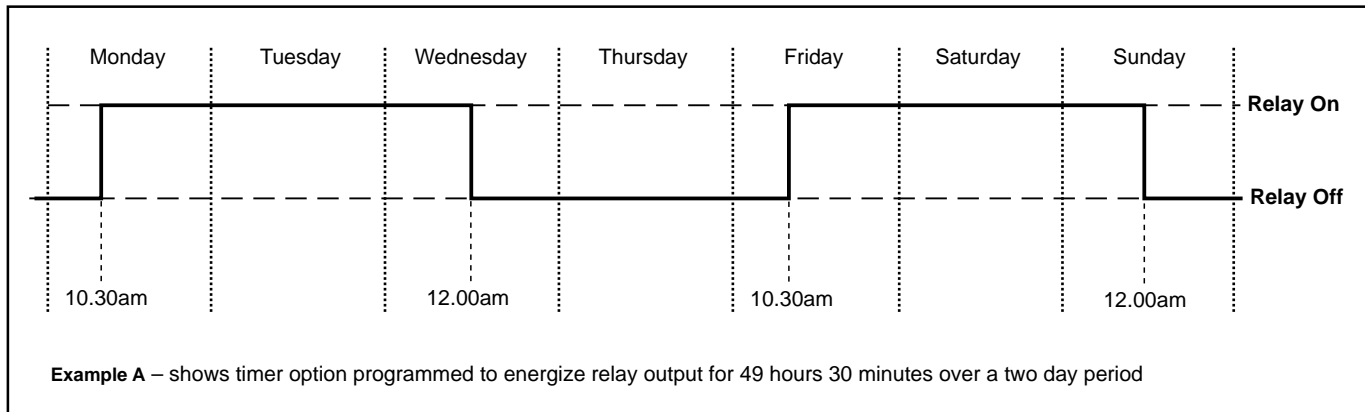 Monday Tuesday Wednesday Thursday Friday Saturday Sunday
Relay On
Relay Off
10.30am 12.00am 10.30am 12.00am
Example A – shows timer option programmed to energize relay output for 49 hours 30 minutes over a two day period